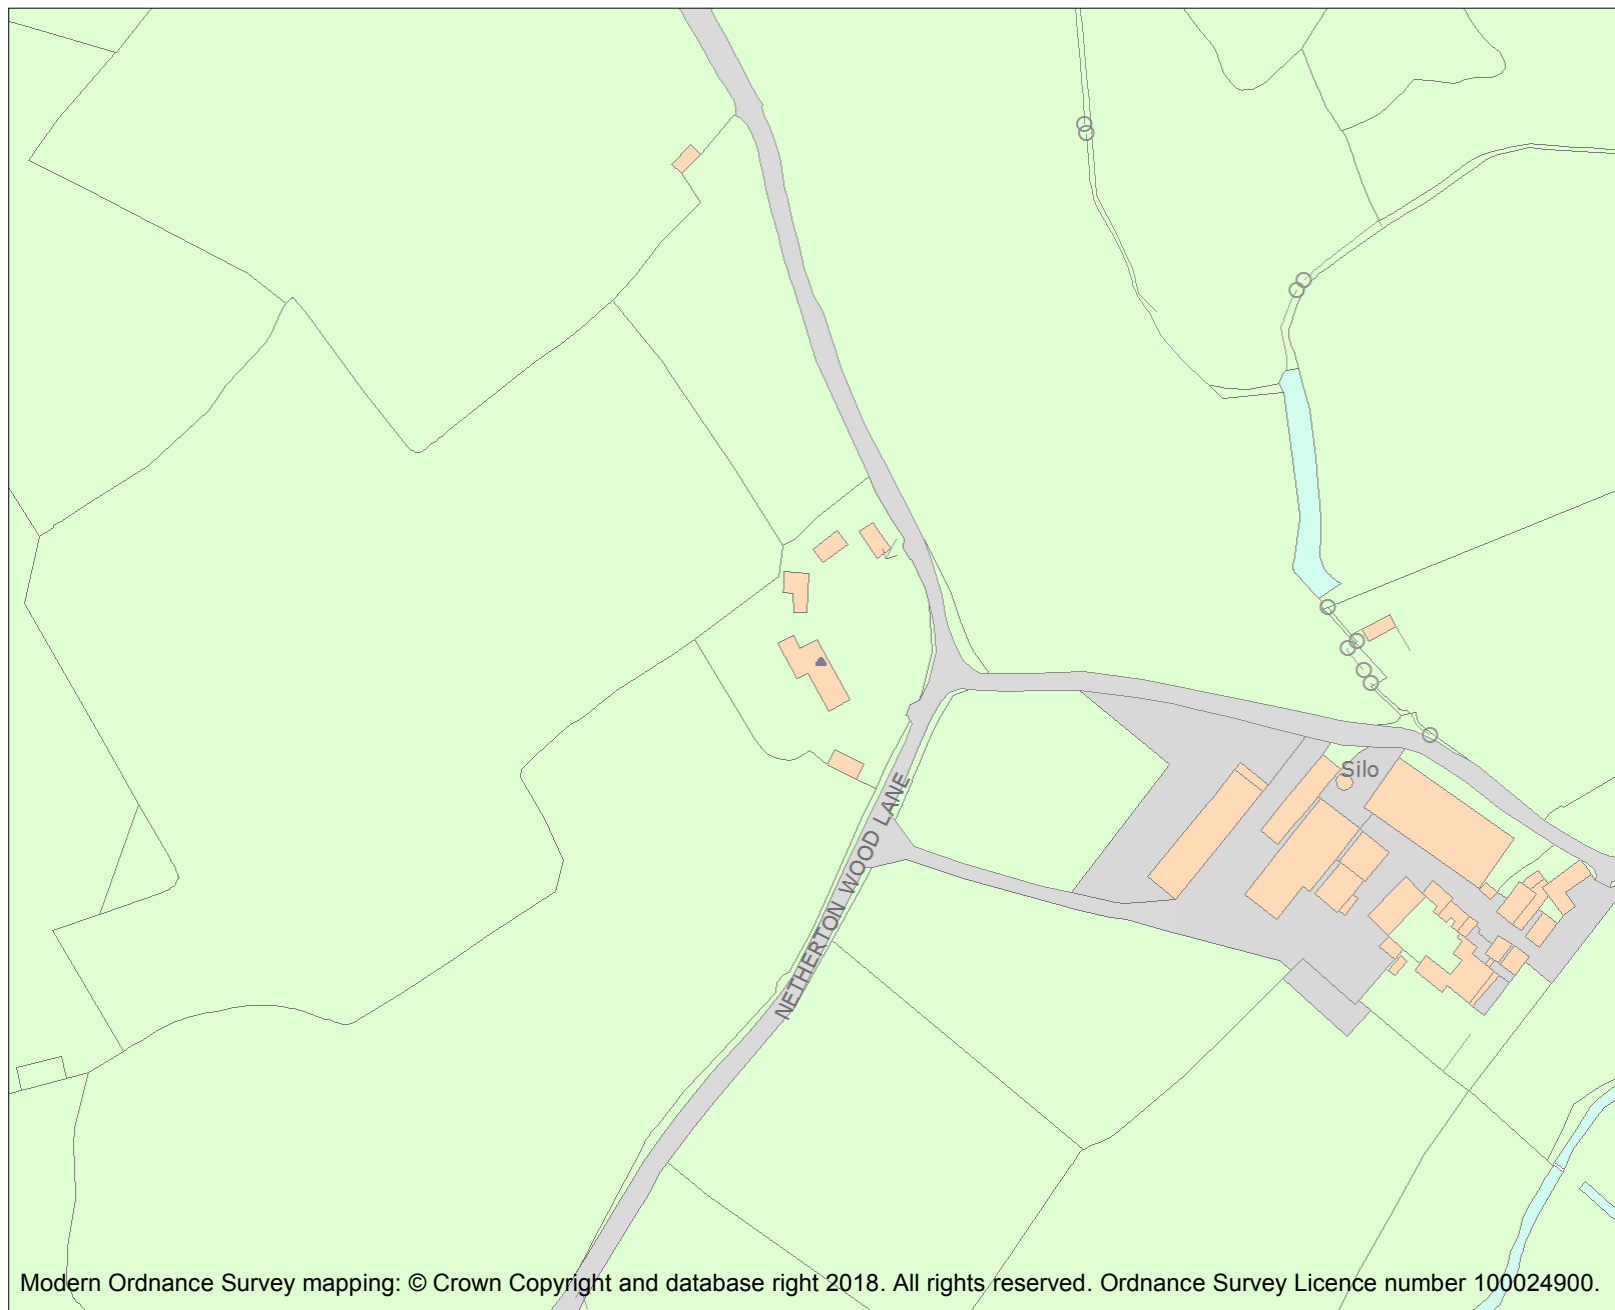 Silo
NETHERTON WOOD LANE
Modern Ordnance Survey mapping: © Crown Copyright and database right 2018. All rights reserved. Ordnance Survey Licence number 100024900.